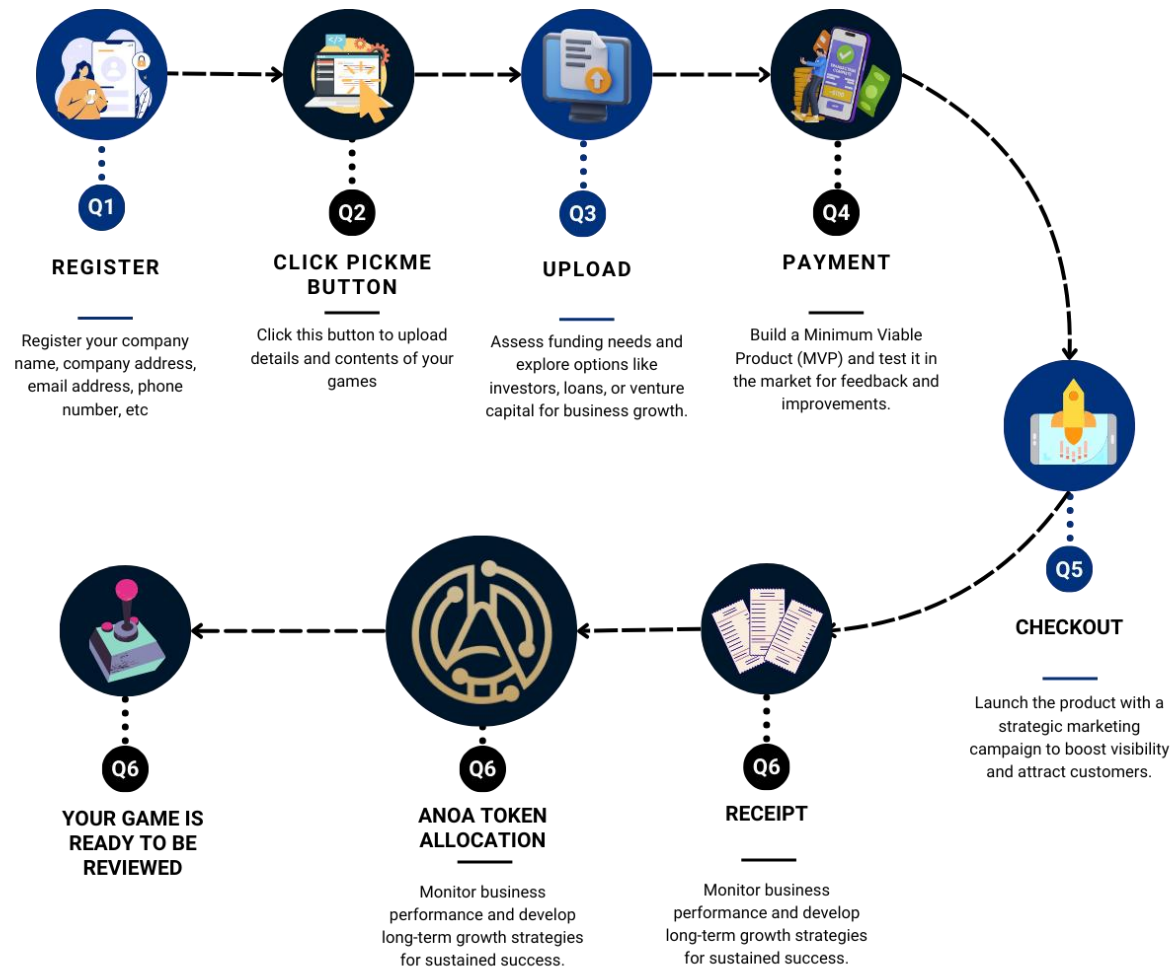 Q1
REGISTER
Register your company
name, company address,
email address, phone
number, etc
Q2
CLICK PICKME
BUTTON
Click this button to upload
details and contents of your
games
Q3
UPLOAD
Assess funding needs and
explore options like
investors, loans, or venture
capital for business growth.
Q4
PAYMENT
Build a Minimum Viable
Product (MVP) and test it in
the market for feedback and
improvements.
Q5
CHECKOUT
Launch the product with a
strategic marketing
campaign to boost visibility
and attract customers.
Q6
RECEIPT
Monitor business
performance and develop
long-term growth strategies
for sustained success.
Q6
ANOA TOKEN
ALLOCATION
Monitor business
performance and develop
long-term growth strategies
for sustained success.
Q6
YOUR GAME IS
READY TO BE
REVIEWED